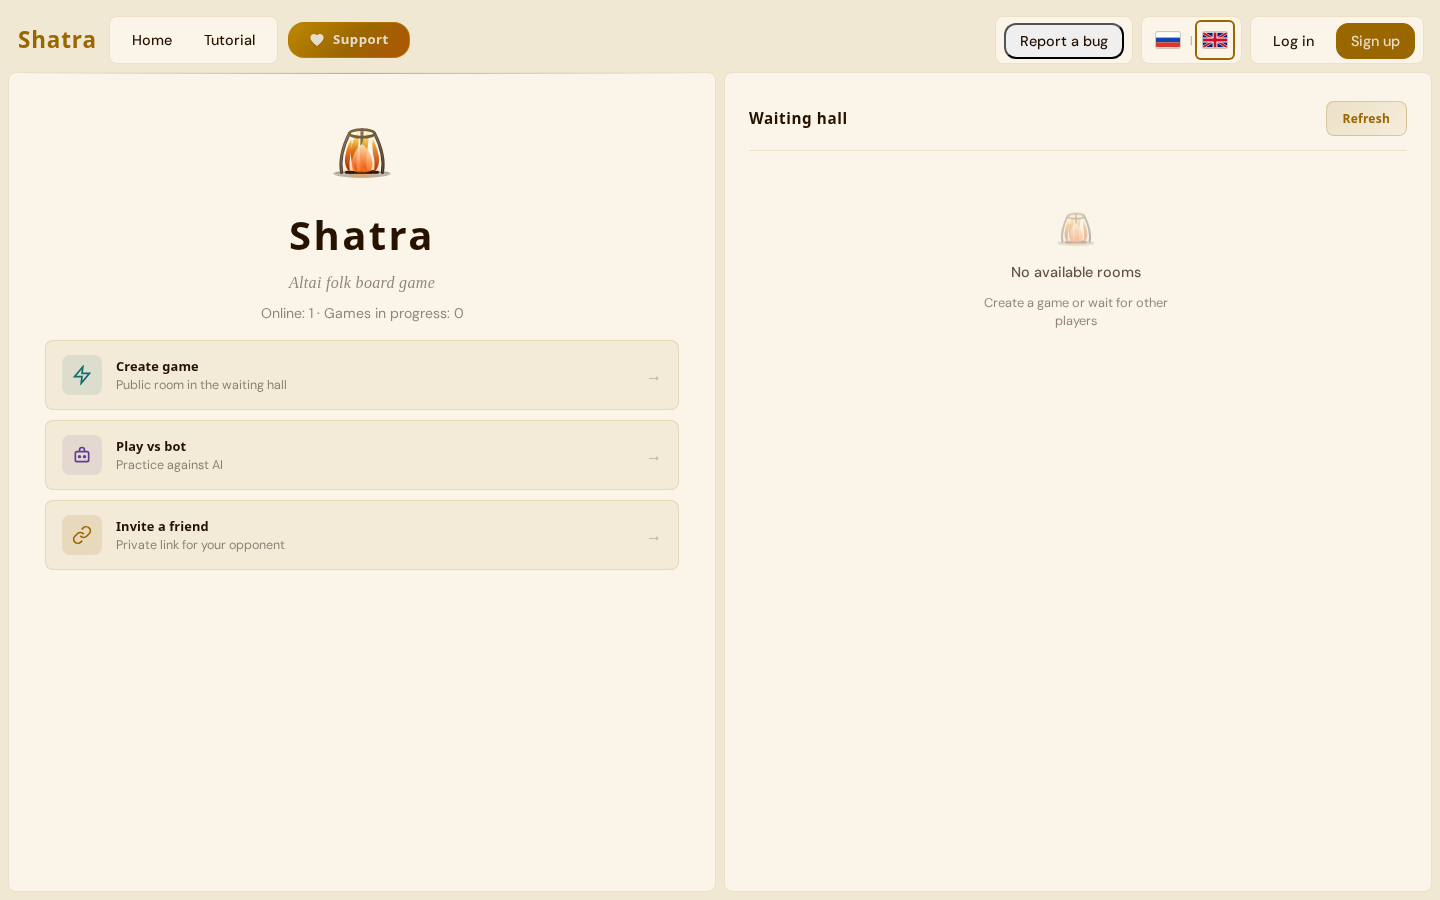 Shatra
Home
Tutorial
Support
Report a bug
|
Log in
Sign up
Shatra
Altai folk board game
Online: 1 · Games in progress: 0
Create game
Public room in the waiting hall
→
Play vs bot
Practice against AI
→
Invite a friend
Private link for your opponent
→
Waiting hall
Refresh
No available rooms
Create a game or wait for other
players